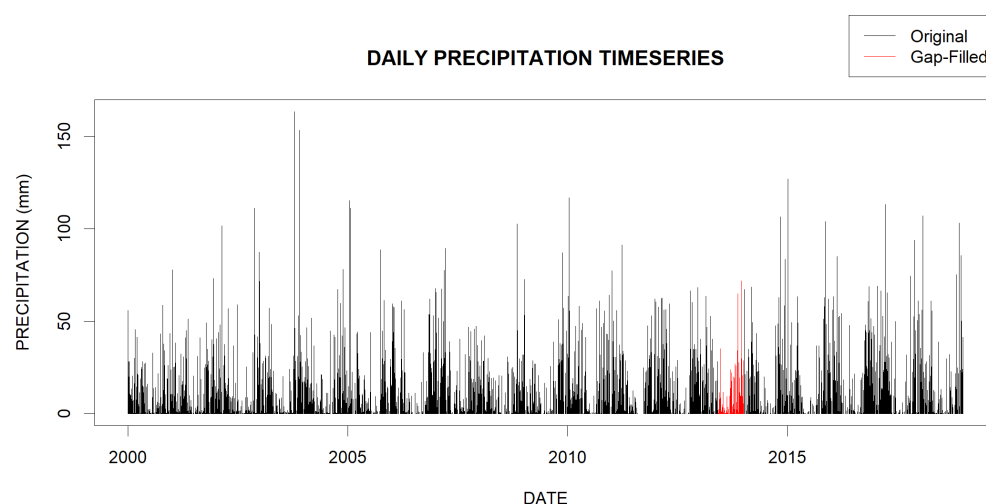 Original
Gap-Filled
DAILY PRECIPITATION TIMESERIES
PRECIPITATION (mm)
150
100
50
0
2000 2005 2010 2015
DATE